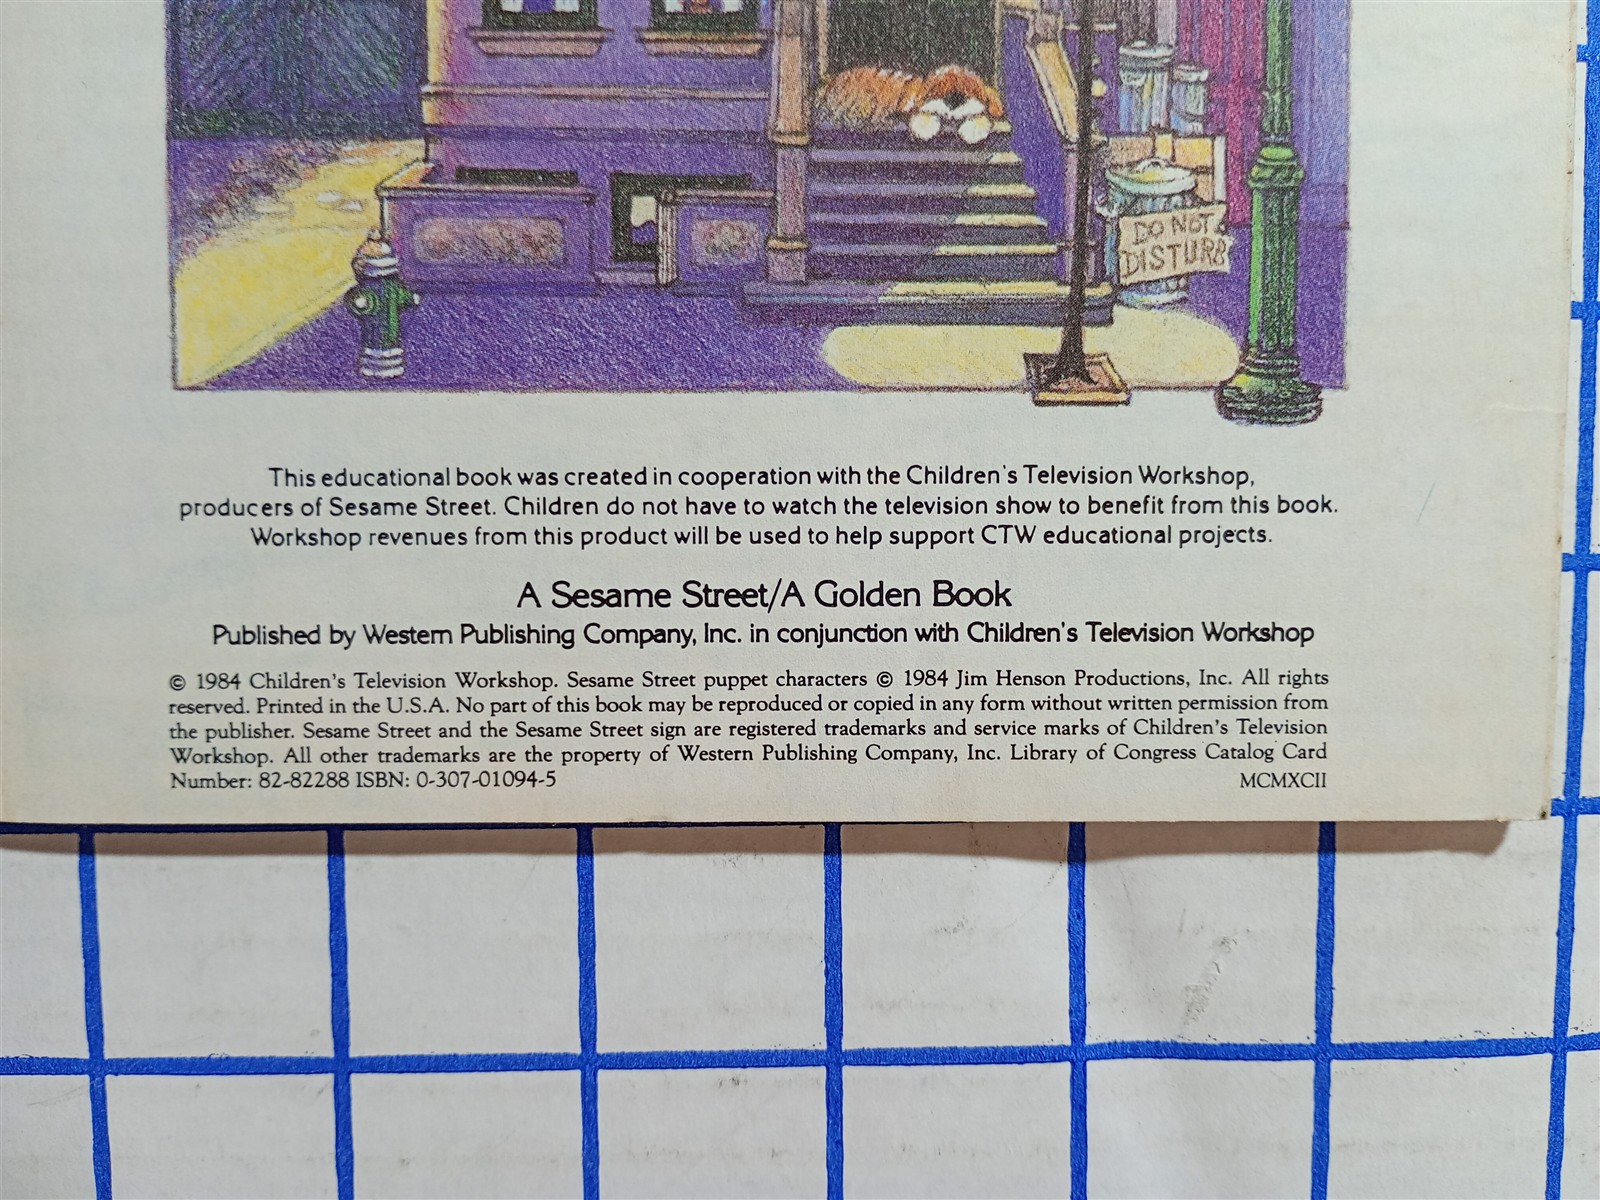 DO NOT
DISTURB
This educational book was created in cooperation with the Children's Television Workshop,
producers of Sesame Street. Children do not have to watch the television show to benefit from this book.
Workshop revenues from this product will be used to help support CTW educational projects.
A Sesame Street/A Golden Book
Published by Western Publishing Company, Inc. in conjunction with Children's Television Workshop
© 1984 Children's Television Workshop. Sesame Street puppet characters © 1984 Jim Henson Productions, Inc. All rights
reserved. Printed in the U.S.A. No part of this book may be reproduced or copied in any form without written permission from
the publisher. Sesame Street and the Sesame Street sign are registered trademarks and service marks of Children's Television
Workshop. All other trademarks are the property of Western Publishing Company, Inc. Library of Congress Catalog Card
Number: 82-82288 ISBN: 0-307-01094-5 MCMXCII